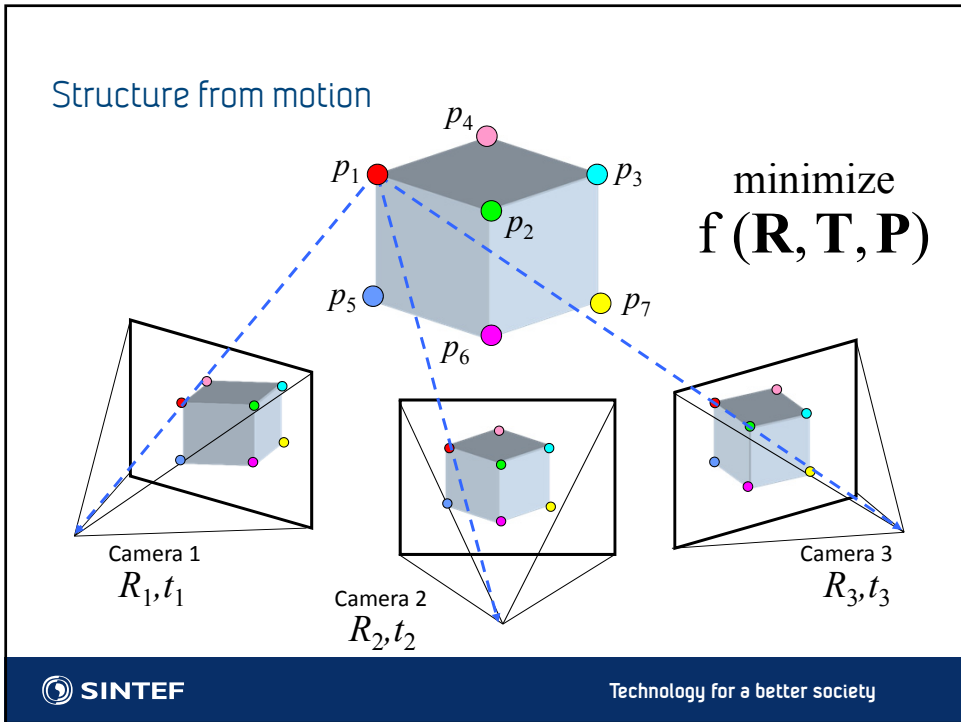 Structure from motion
p4
p1
p3
p2
minimize
f (R, T, P)
p5
p7
p6
Camera 1
R1,t1
Camera 2
R2,t2
Camera 3
R3,t3
SINTEF
Technology for a better society